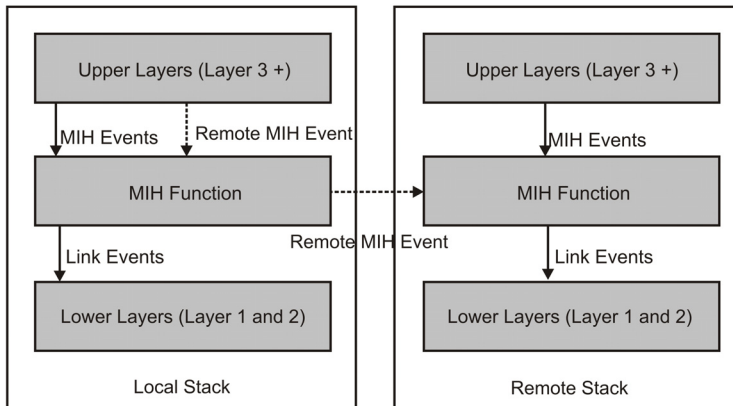 Upper Layers (Layer 3 +)
MIH Events
Remote MIH Event
MIH Function
Link Events
Lower Layers (Layer 1 and 2)
Local Stack
Remote MIH Event
Upper Layers (Layer 3 +)
MIH Events
MIH Function
Link Events
Lower Layers (Layer 1 and 2)
Remote Stack